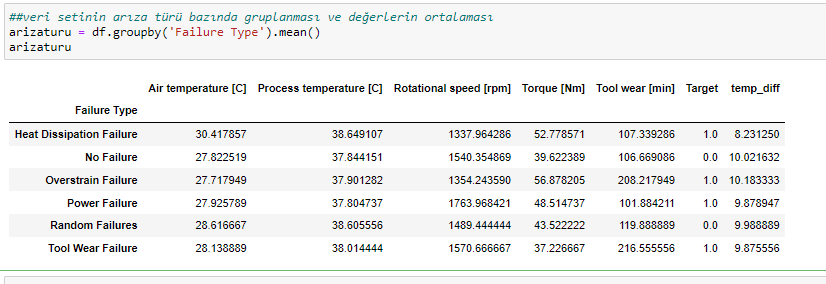 ##veri setinin arıza türü bazında gruplanması ve değerlerin ortalaması
arizaturu = df.groupby('Failure Type').mean()
arizaturu
Air temperature [C] Process temperature [C] Rotational speed [rpm] Torque [Nm] Tool wear [min] Target temp_diff
Failure Type
Heat Dissipation Failure 30.417857 38.649107 1337.964286 52.778571 107.339286 1.0 8.231250
No Failure 27.822519 37.844151 1540.354869 39.622389 106.669086 0.0 10.021632
Overstrain Failure 27.717949 37.901282 1354.243590 56.878205 208.217949 1.0 10.183333
Power Failure 27.925789 37.804737 1763.968421 48.514737 101.884211 1.0 9.878947
Random Failures 28.616667 38.605556 1489.444444 43.522222 119.888889 0.0 9.988889
Tool Wear Failure 28.138889 38.014444 1570.666667 37.226667 216.555556 1.0 9.875556